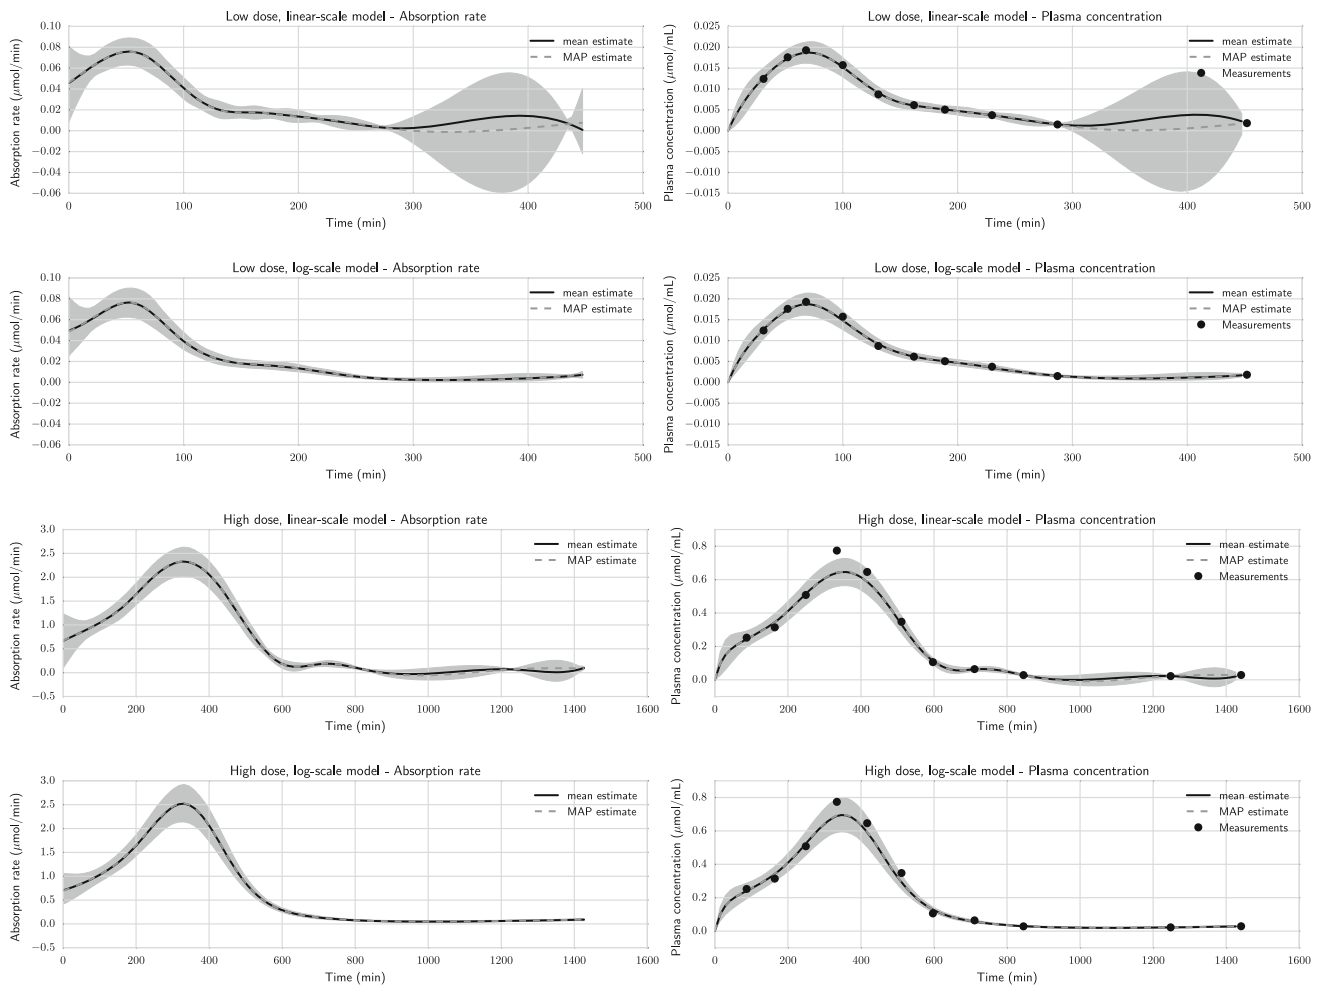 Low dose, linear-scale model - Absorption rate
Absorption rate (μmol/min)
0.10
0.08
0.06
0.04
0.02
0.00
−0.02
−0.04
−0.06
mean estimate
MAP estimate
0 100 200 300 400 500
Time (min)
Low dose, linear-scale model - Plasma concentration
Plasma concentration (μmol/mL)
0.025
0.020
0.015
0.010
0.005
0.000
−0.005
−0.010
−0.015
mean estimate
MAP estimate
Measurements
0 100 200 300 400 500
Time (min)
Low dose, log-scale model - Absorption rate
Absorption rate (μmol/min)
0.10
0.08
0.06
0.04
0.02
0.00
−0.02
−0.04
−0.06
mean estimate
MAP estimate
0 100 200 300 400 500
Time (min)
Low dose, log-scale model - Plasma concentration
Plasma concentration (μmol/mL)
0.025
0.020
0.015
0.010
0.005
0.000
−0.005
−0.010
−0.015
mean estimate
MAP estimate
Measurements
0 100 200 300 400 500
Time (min)
High dose, linear-scale model - Absorption rate
Absorption rate (μmol/min)
3.0
2.5
2.0
1.5
1.0
0.5
0.0
−0.5
mean estimate
MAP estimate
0 200 400 600 800 1000 1200 1400 1600
Time (min)
High dose, linear-scale model - Plasma concentration
Plasma concentration (μmol/mL)
0.8
0.6
0.4
0.2
0.0
mean estimate
MAP estimate
Measurements
0 200 400 600 800 1000 1200 1400 1600
Time (min)
High dose, log-scale model - Absorption rate
Absorption rate (μmol/min)
3.0
2.5
2.0
1.5
1.0
0.5
0.0
−0.5
mean estimate
MAP estimate
0 200 400 600 800 1000 1200 1400 1600
Time (min)
High dose, log-scale model - Plasma concentration
Plasma concentration (μmol/mL)
0.8
0.6
0.4
0.2
0.0
mean estimate
MAP estimate
Measurements
0 200 400 600 800 1000 1200 1400 1600
Time (min)